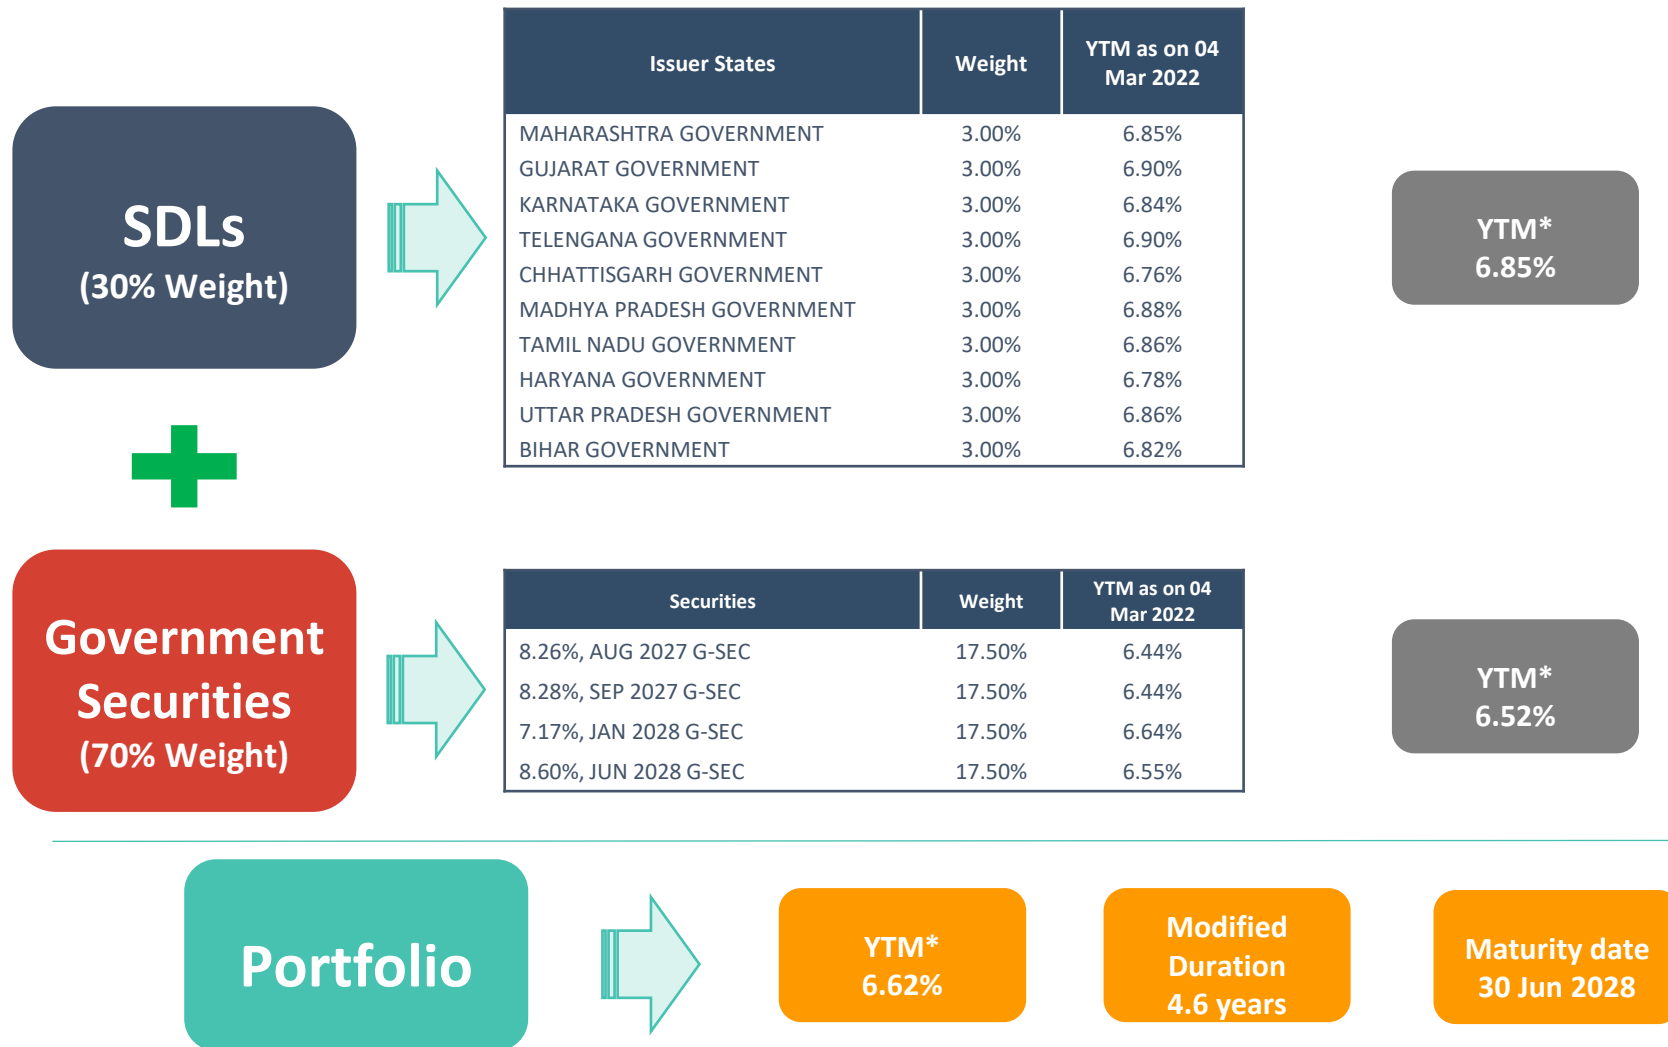 SDLs
(30% Weight)
Issuer States Weight YTM as on 04 Mar 2022
MAHARASHTRA GOVERNMENT 3.00% 6.85%
GUJARAT GOVERNMENT 3.00% 6.90%
KARNATAKA GOVERNMENT 3.00% 6.84%
TELENGANA GOVERNMENT 3.00% 6.90%
CHHATTISGARH GOVERNMENT 3.00% 6.76%
MADHYA PRADESH GOVERNMENT 3.00% 6.88%
TAMIL NADU GOVERNMENT 3.00% 6.86%
HARYANA GOVERNMENT 3.00% 6.78%
UTTAR PRADESH GOVERNMENT 3.00% 6.86%
BIHAR GOVERNMENT 3.00% 6.82%
YTM*
6.85%
Government
Securities
(70% Weight)
Securities Weight YTM as on 04 Mar 2022
8.26%, AUG 2027 G-SEC 17.50% 6.44%
8.28%, SEP 2027 G-SEC 17.50% 6.44%
7.17%, JAN 2028 G-SEC 17.50% 6.64%
8.60%, JUN 2028 G-SEC 17.50% 6.55%
YTM*
6.52%
Portfolio
YTM*
6.62%
Modified
Duration
4.6 years
Maturity date
30 Jun 2028